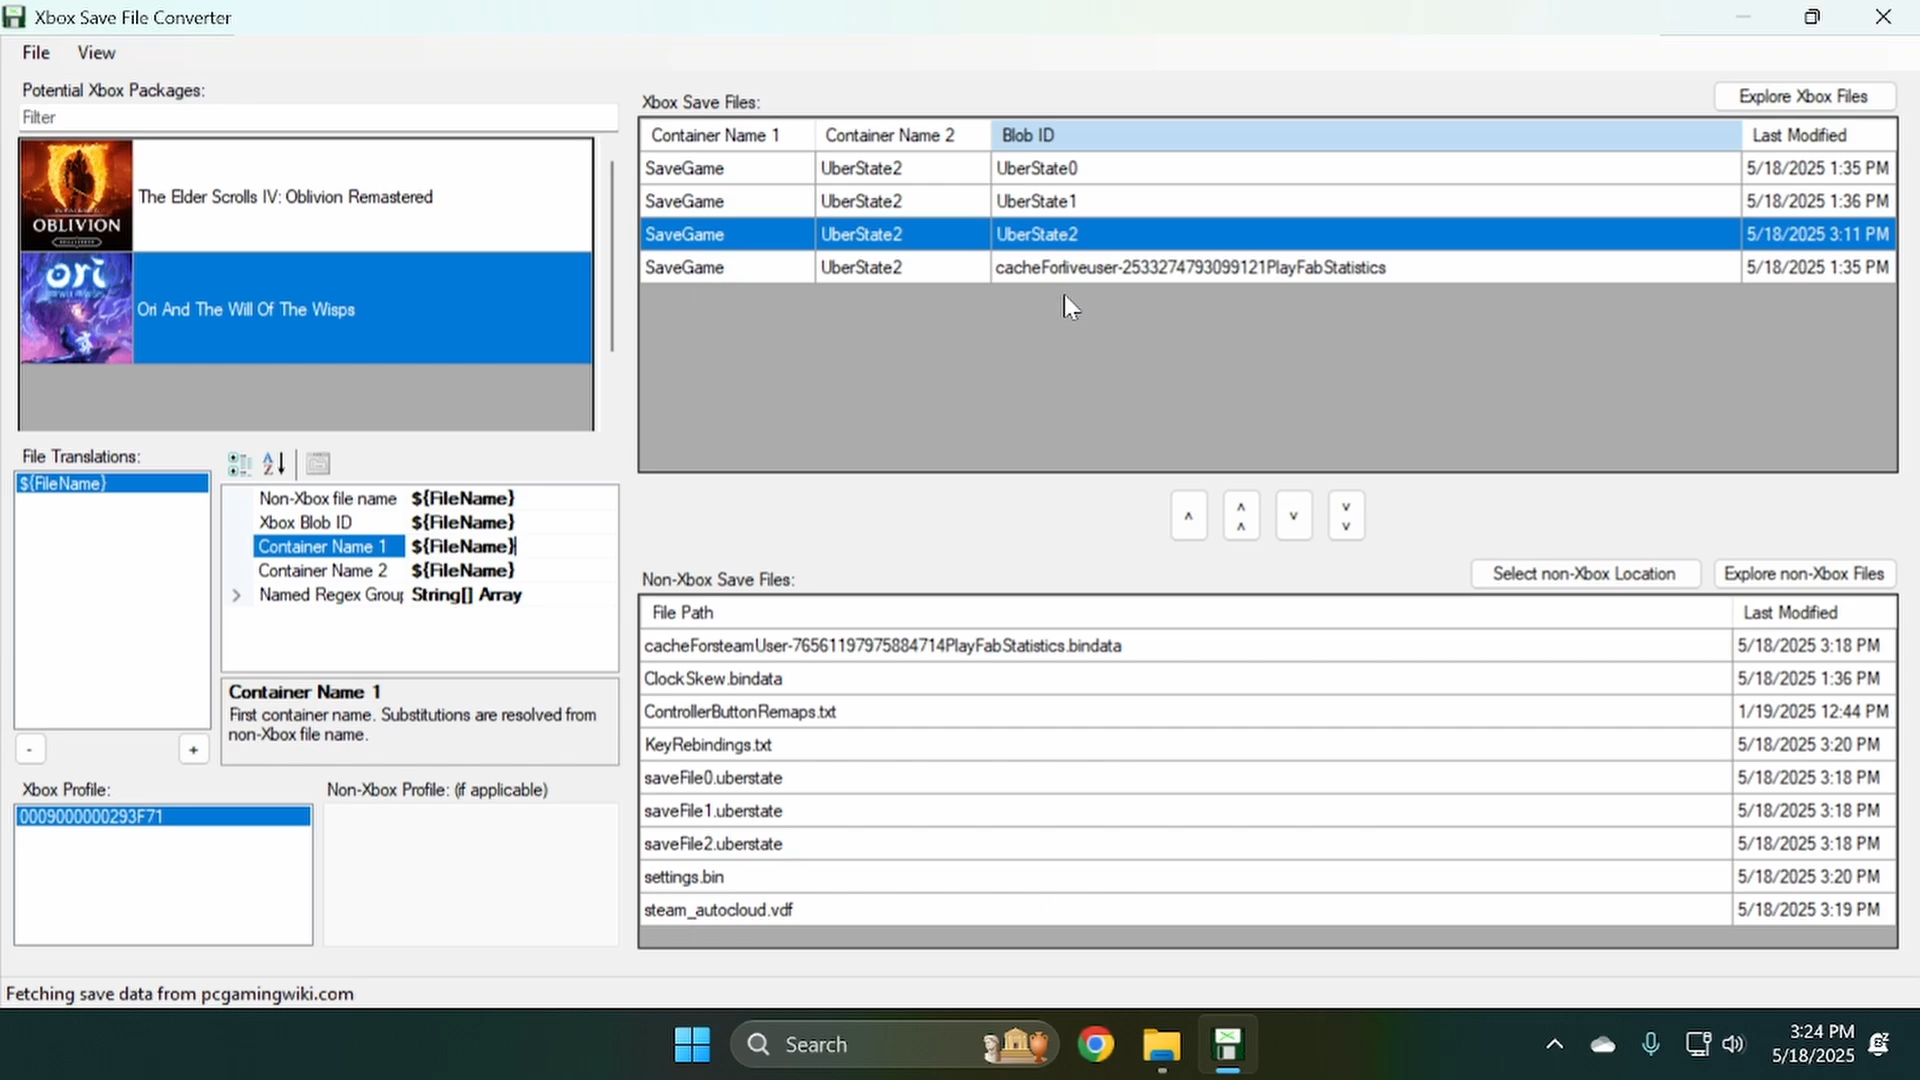 Xbox Save File Converter
File View
Potential Xbox Packages:
Filter
OBLIVION
The Elder Scrolls IV: Oblivion Remastered
ori
Ori And The Will Of The Wisps
Xbox Save Files:
Explore Xbox Files
Container Name 1 Container Name 2 Blob ID Last Modified
SaveGame UberState2 UberState0 5/18/2025 1:35 PM
SaveGame UberState2 UberState1 5/18/2025 1:36 PM
SaveGame UberState2 UberState2 5/18/2025 3:11 PM
SaveGame UberState2 cacheForliveuser-2533274793099121PlayFabStatistics 5/18/2025 1:35 PM
File Translations:
${FileName}
Non-Xbox file name ${FileName}
Xbox Blob ID ${FileName}
Container Name 1 ${FileName}
Container Name 2 ${FileName}
Named Regex Group String[] Array
Container Name 1
First container name. Substitutions are resolved from
non-Xbox file name.
- +
Xbox Profile:
0009000000293F71
Non-Xbox Profile: (if applicable)
Non-Xbox Save Files:
Select non-Xbox Location
Explore non-Xbox Files
File Path Last Modified
cacheForsteamUser-76561197975884714PlayFabStatistics.bindata 5/18/2025 3:18 PM
ClockSkew.bindata 5/18/2025 1:36 PM
ControllerButtonRemaps.txt 1/19/2025 12:44 PM
KeyRebindings.txt 5/18/2025 3:20 PM
saveFile0.uberstate 5/18/2025 3:18 PM
saveFile1.uberstate 5/18/2025 3:18 PM
saveFile2.uberstate 5/18/2025 3:18 PM
settings.bin 5/18/2025 3:20 PM
steam_autocloud.vdf 5/18/2025 3:19 PM
Fetching save data from pcgamingwiki.com
Search
3:24 PM
5/18/2025